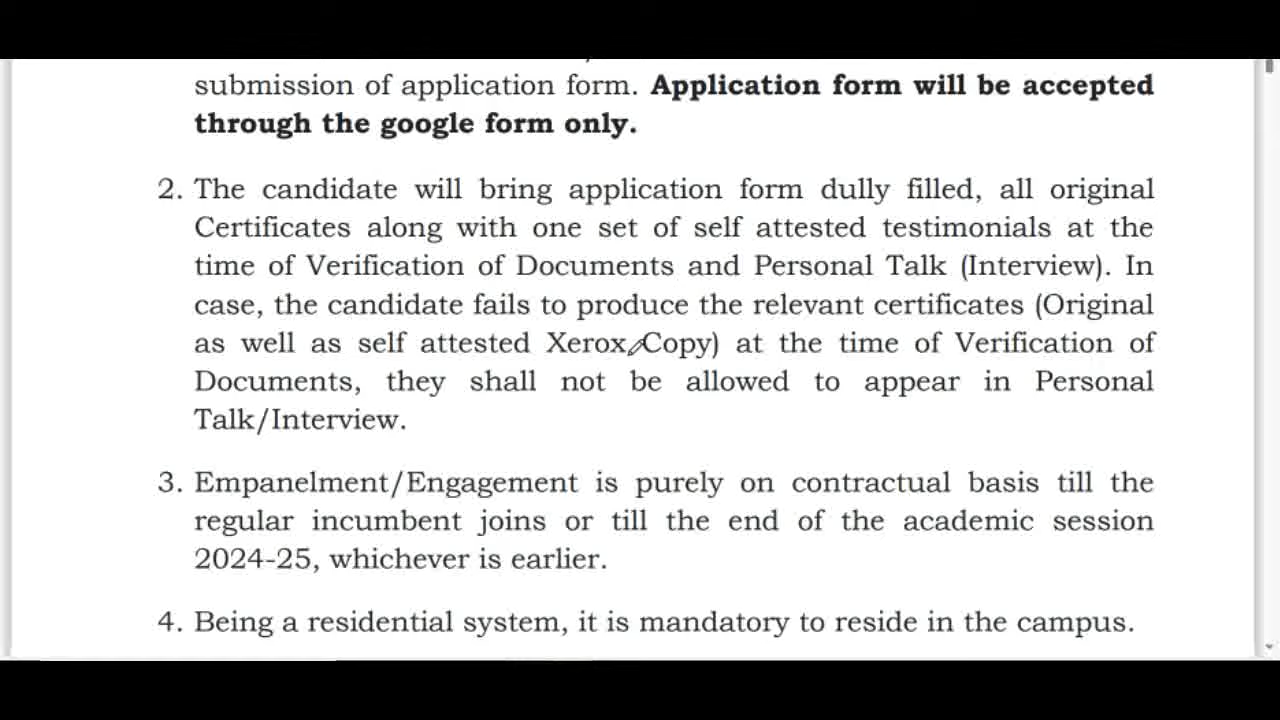 submission of application form. Application form will be accepted
through the google form only.
2. The candidate will bring application form dully filled, all original
Certificates along with one set of self attested testimonials at the
time of Verification of Documents and Personal Talk (Interview). In
case, the candidate fails to produce the relevant certificates (Original
as well as self attested Xerox Copy) at the time of Verification of
Documents, they shall not be allowed to appear in Personal
Talk/Interview.
3. Empanelment/Engagement is purely on contractual basis till the
regular incumbent joins or till the end of the academic session
2024-25, whichever is earlier.
4. Being a residential system, it is mandatory to reside in the campus.